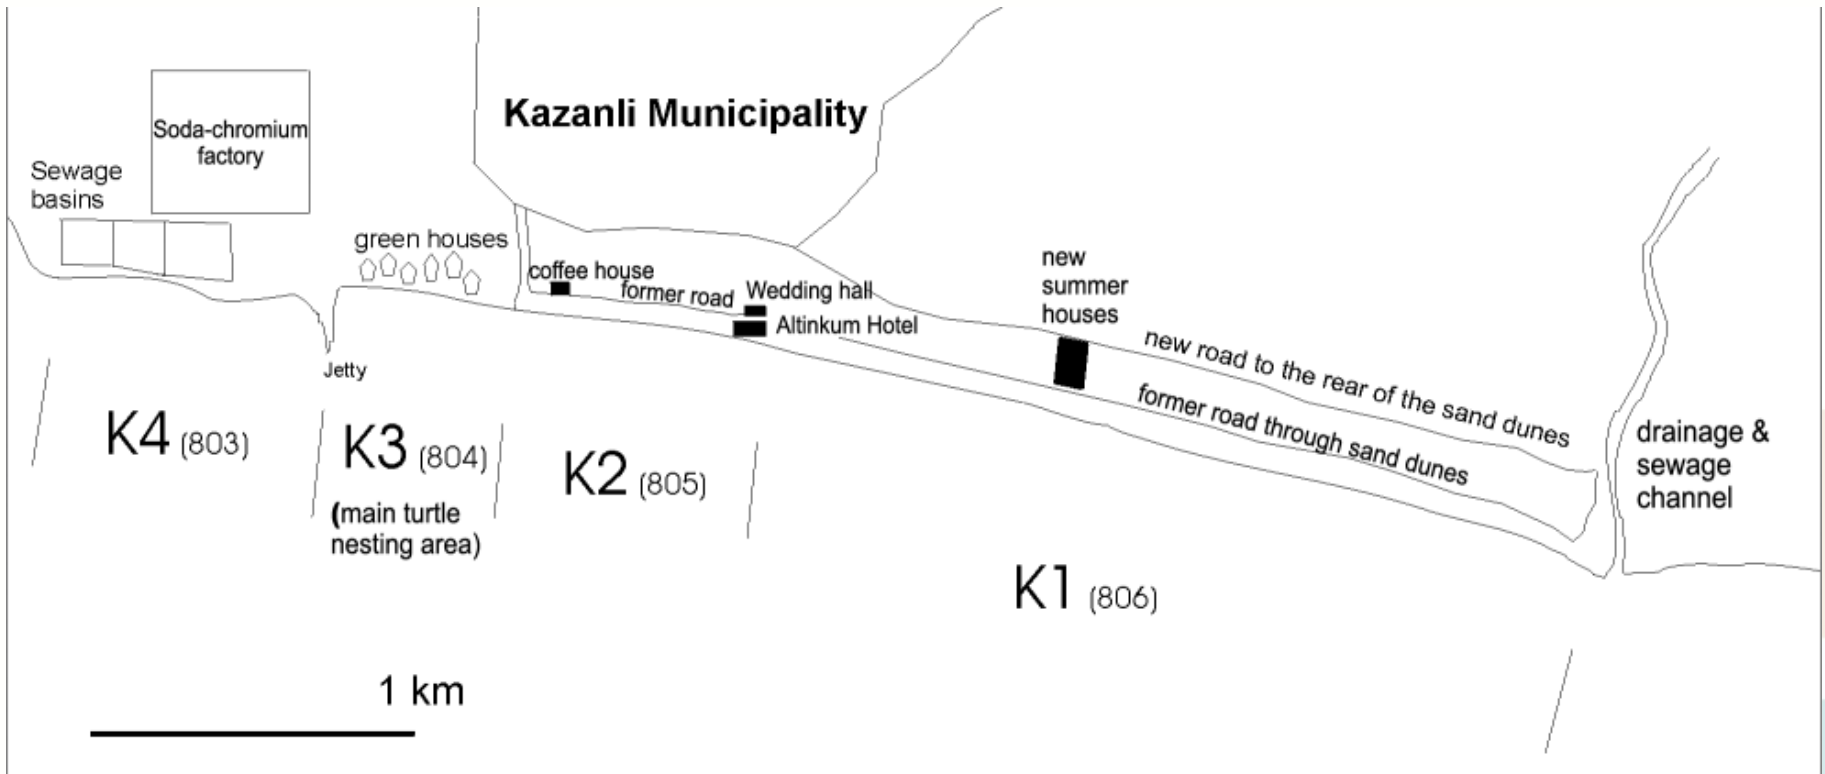 Kazanli Municipality
Soda-chromium
factory
Sewage
basins
green houses
coffee house
former road
Wedding hall
Altinkum Hotel
new
summer
houses
new road to the rear of the sand dunes
former road through sand dunes
drainage &
sewage
channel
Jetty
K4 (803)
K3 (804)
(main turtle
nesting area)
K2 (805)
K1 (806)
1 km